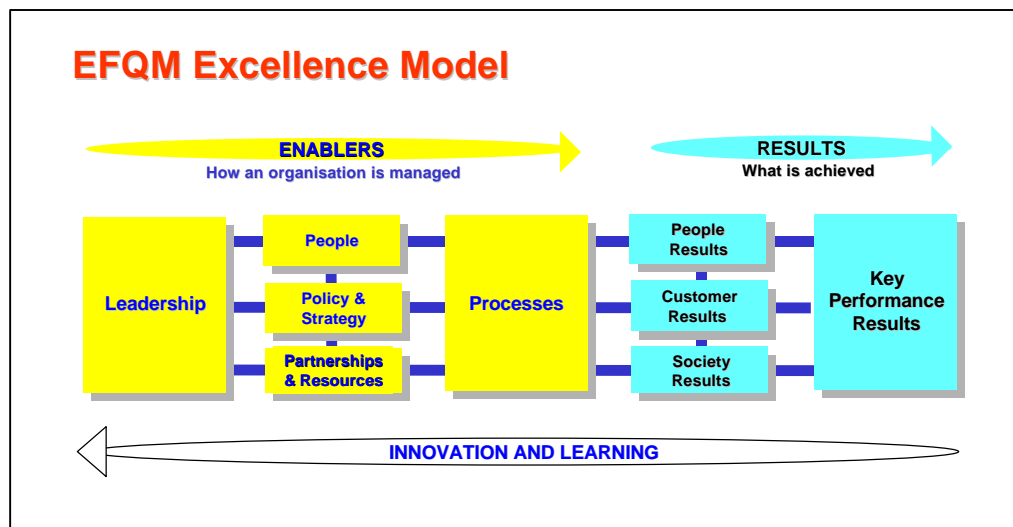 EFQM Excellence Model
ENABLERS
How an organisation is managed
RESULTS
What is achieved
Leadership
People
Policy &
Strategy
Partnerships
& Resources
Processes
People
Results
Customer
Results
Society
Results
Key
Performance
Results
INNOVATION AND LEARNING